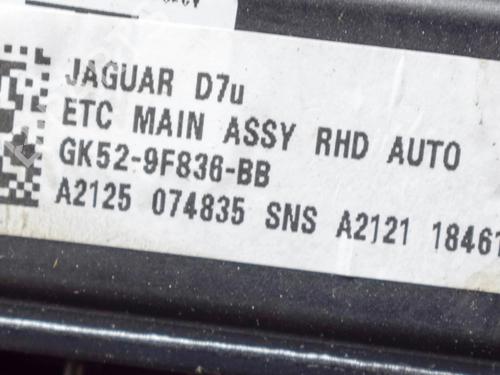 JAGUAR D7u
ETC MAIN ASSY RHD AUTO
GK52-9F836-BB
A2125 074835 SNS A2121 18461